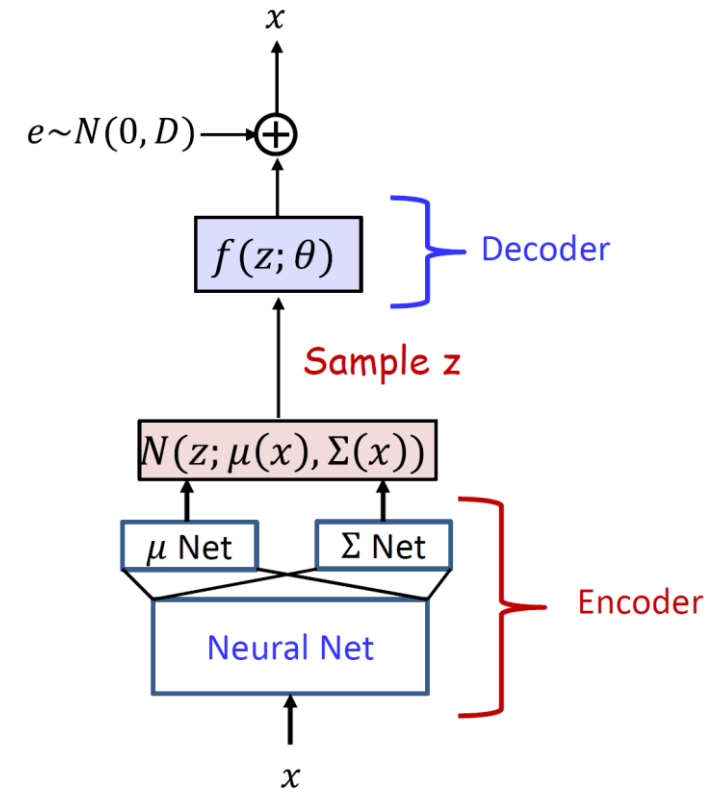 x
e~N(0, D)
f(z; θ)
Decoder
Sample z
N(z; μ(x), Σ(x))
μ Net
Σ Net
Encoder
Neural Net
x